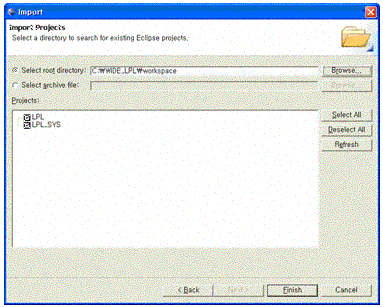 Import
Import Projects
Select a directory to search for existing Eclipse projects.
Select root directory: C:₩WIDE_LPL₩workspace Browse...
Select archive file: Browse...
Projects:
LPL
LPL_SYS
Select All
Deselect All
Refresh
< Back Next > Finish Cancel